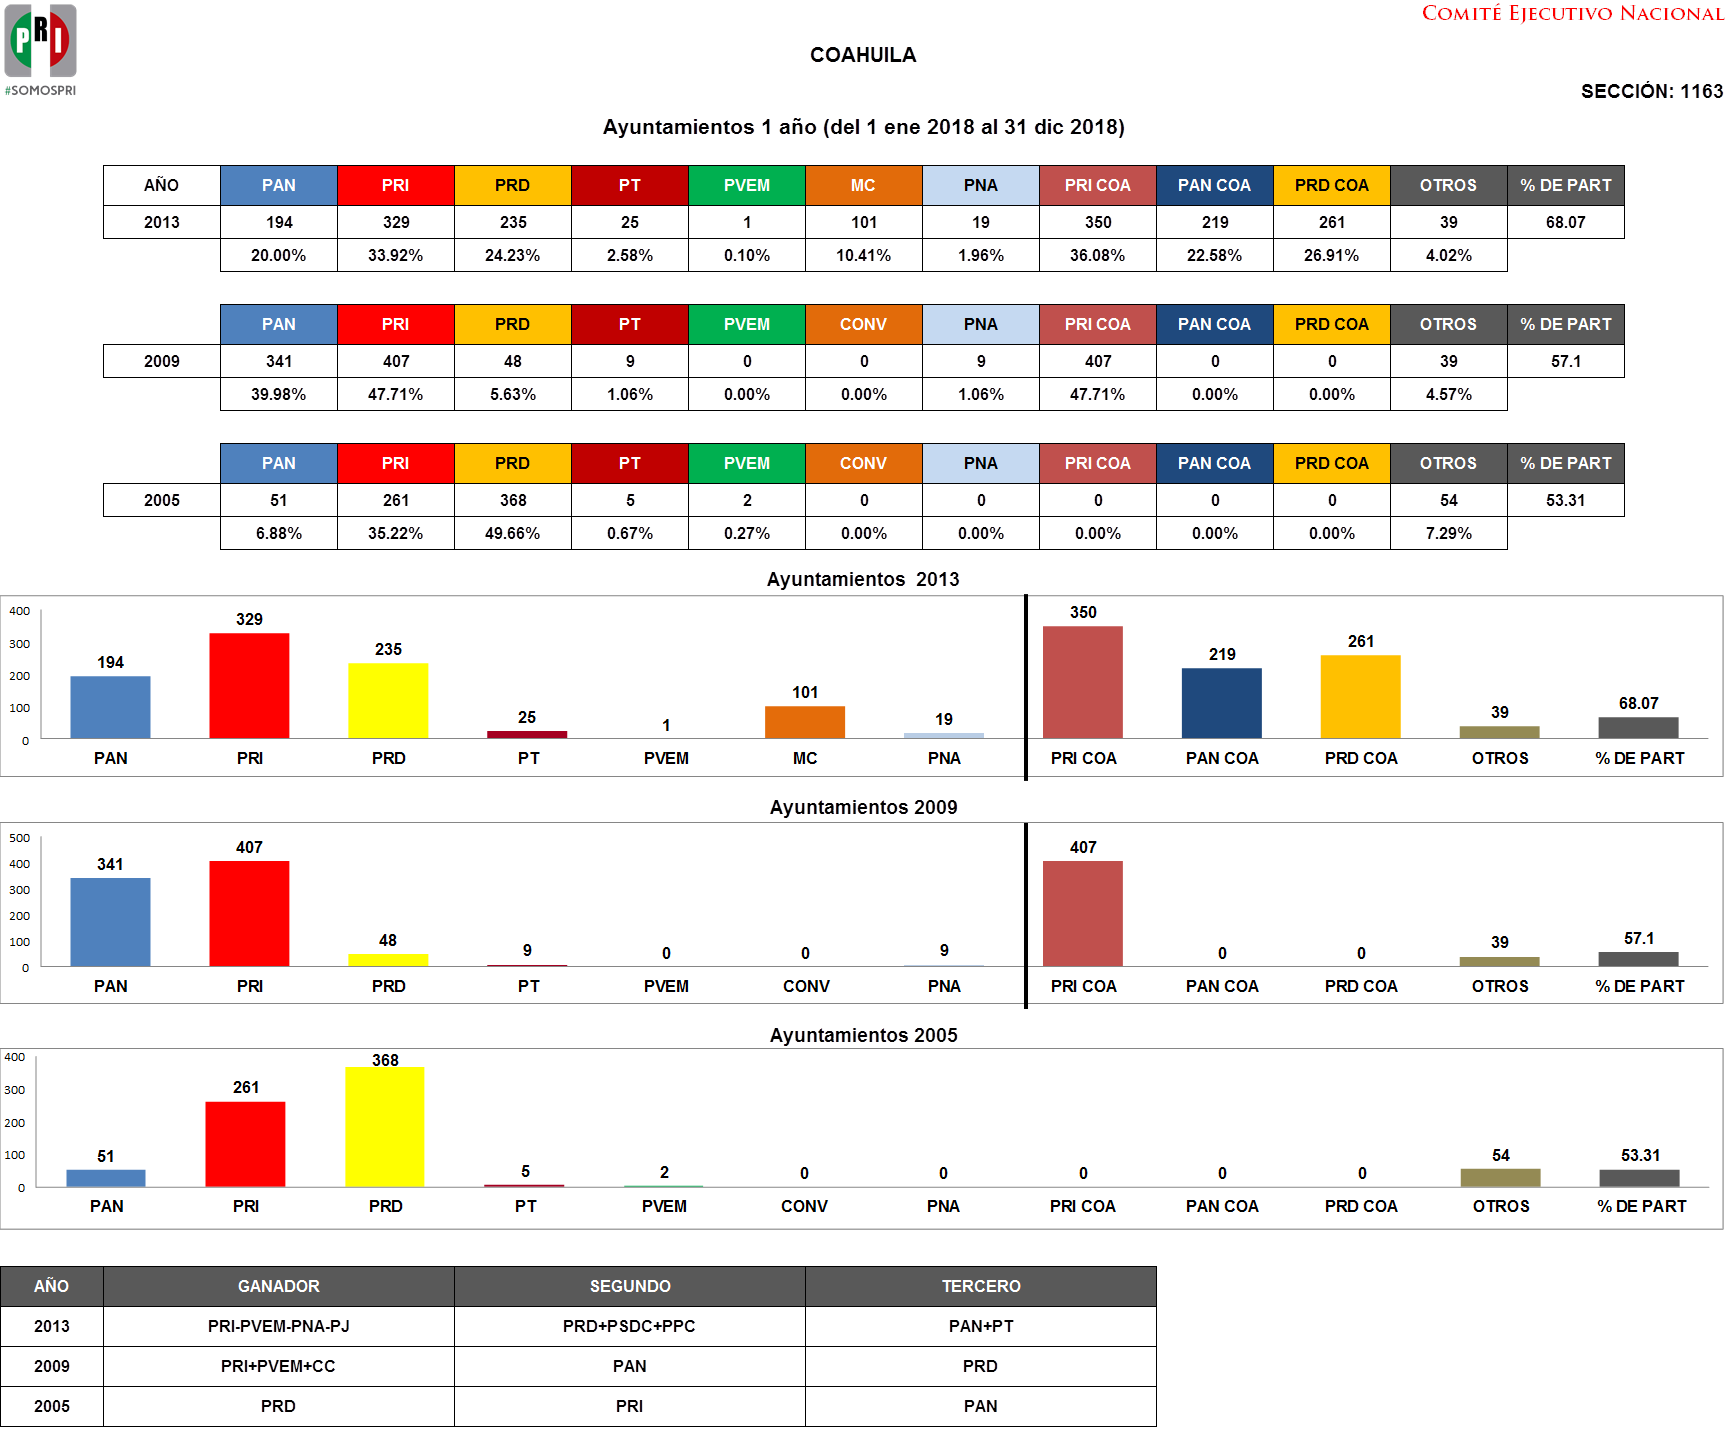 PRI
#SOMOSPRI
COMITÉ EJECUTIVO NACIONAL
COAHUILA
SECCIÓN: 1163
Ayuntamientos 1 año (del 1 ene 2018 al 31 dic 2018)
AÑO PAN PRI PRD PT PVEM MC PNA PRI COA PAN COA PRD COA OTROS % DE PART
2013 194 329 235 25 1 101 19 350 219 261 39 68.07
20.00% 33.92% 24.23% 2.58% 0.10% 10.41% 1.96% 36.08% 22.58% 26.91% 4.02%
PAN PRI PRD PT PVEM CONV PNA PRI COA PAN COA PRD COA OTROS % DE PART
2009 341 407 48 9 0 0 9 407 0 0 39 57.1
39.98% 47.71% 5.63% 1.06% 0.00% 0.00% 1.06% 47.71% 0.00% 0.00% 4.57%
PAN PRI PRD PT PVEM CONV PNA PRI COA PAN COA PRD COA OTROS % DE PART
2005 51 261 368 5 2 0 0 0 0 0 54 53.31
6.88% 35.22% 49.66% 0.67% 0.27% 0.00% 0.00% 0.00% 0.00% 0.00% 7.29%
Ayuntamientos 2013
400
300
200
100
0
194 329 235 25 1 101 19 350 219 261 39 68.07
PAN PRI PRD PT PVEM MC PNA PRI COA PAN COA PRD COA OTROS % DE PART
Ayuntamientos 2009
500
400
300
200
100
0
341 407 48 9 0 0 9 407 0 0 39 57.1
PAN PRI PRD PT PVEM CONV PNA PRI COA PAN COA PRD COA OTROS % DE PART
Ayuntamientos 2005
400
300
200
100
0
51 261 368 5 2 0 0 0 0 0 54 53.31
PAN PRI PRD PT PVEM CONV PNA PRI COA PAN COA PRD COA OTROS % DE PART
AÑO GANADOR SEGUNDO TERCERO
2013 PRI-PVEM-PNA-PJ PRD+PSDC+PPC PAN+PT
2009 PRI+PVEM+CC PAN PRD
2005 PRD PRI PAN